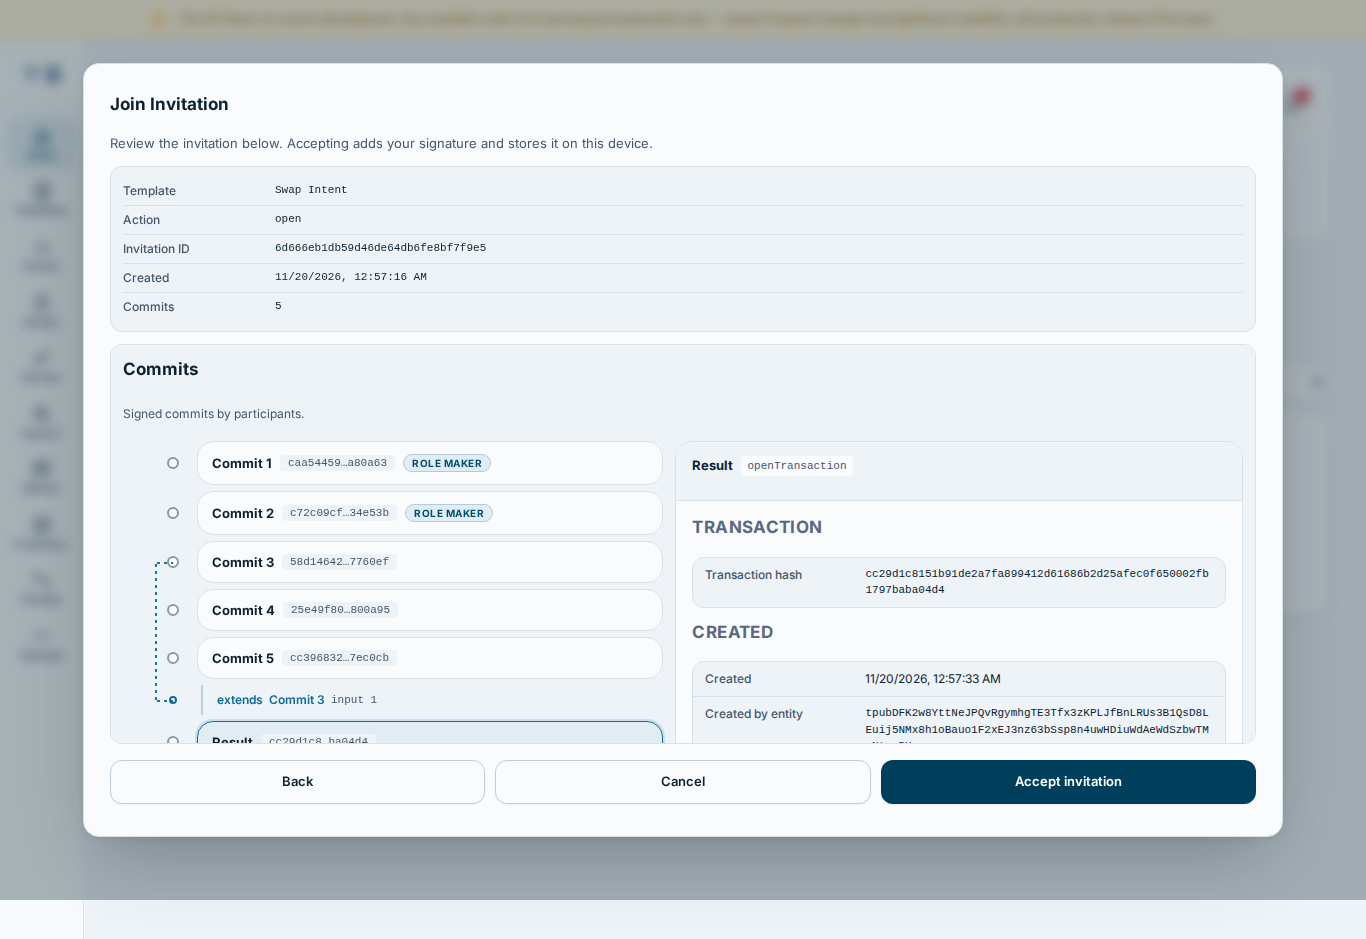 Join Invitation
Review the invitation below. Accepting adds your signature and stores it on this device.
Template Swap Intent
Action open
Invitation ID 6d666eb1db59d46de64db6fe8bf7f9e5
Created 11/20/2026, 12:57:16 AM
Commits 5
Commits
Signed commits by participants.
Commit 1 caa54459…a80a63 ROLE MAKER
Commit 2 c72c09cf…34e53b ROLE MAKER
Commit 3 58d14642…7760ef
Commit 4 25e49f80…800a95
Commit 5 cc396832…7ec0cb
extends Commit 3 input 1
Result cc29d1c8…ba04d4
Result openTransaction
TRANSACTION
Transaction hash cc29d1c8151b91de2a7fa899412d61686b2d25afec0f650002fb
1797baba04d4
CREATED
Created 11/20/2026, 12:57:33 AM
Created by entity tpubDFK2w8YttNeJPQvRgymhgTE3Tfx3zKPLJfBnLRUs3B1QsD8L
Euij5NMx8h1oBauo1F2xEJ3nz63bSsp8n4uwHDiuWdAeWdSzbwTM
Back
Cancel
Accept invitation